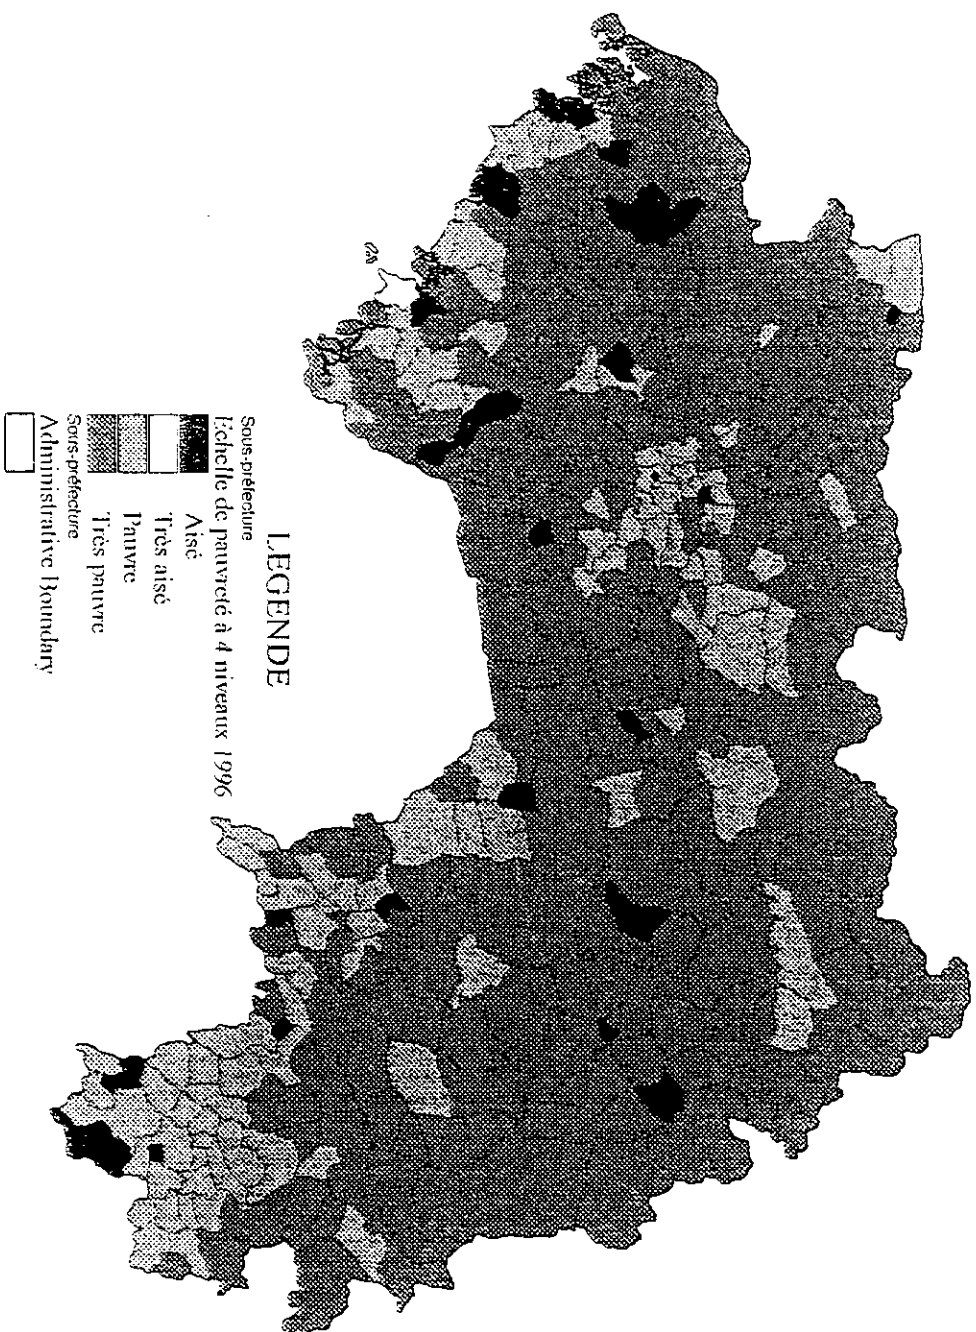 LEGENDE
Sous-préfecture
Echelle de pauvreté à 4 niveaux 1996
Aisé
Très aisé
Pauvre
Très pauvre
Sous-préfecture
Administrative Boundary